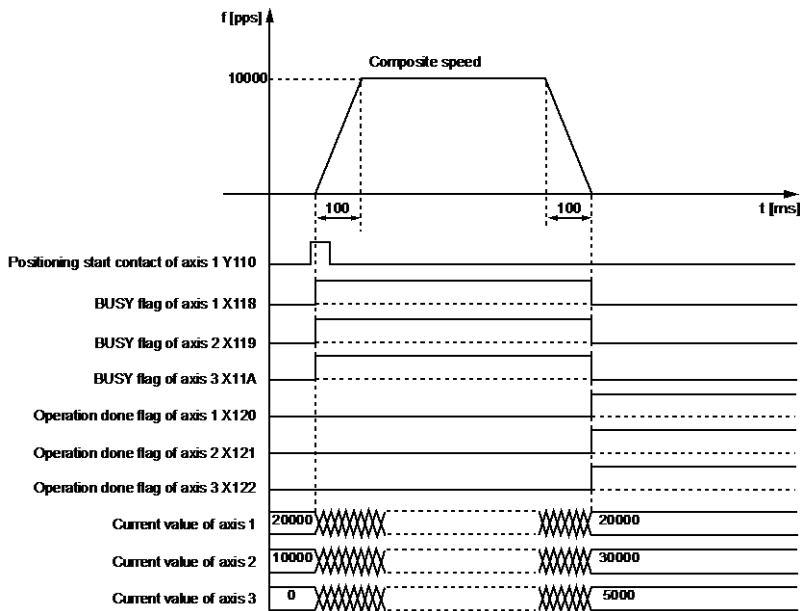 f [pps]
Composite speed
10000
100
100
t [ms]
Positioning start contact of axis 1 Y110
BUSY flag of axis 1 X118
BUSY flag of axis 2 X119
BUSY flag of axis 3 X11A
Operation done flag of axis 1 X120
Operation done flag of axis 2 X121
Operation done flag of axis 3 X122
Current value of axis 1
20000
20000
Current value of axis 2
10000
30000
Current value of axis 3
0
5000